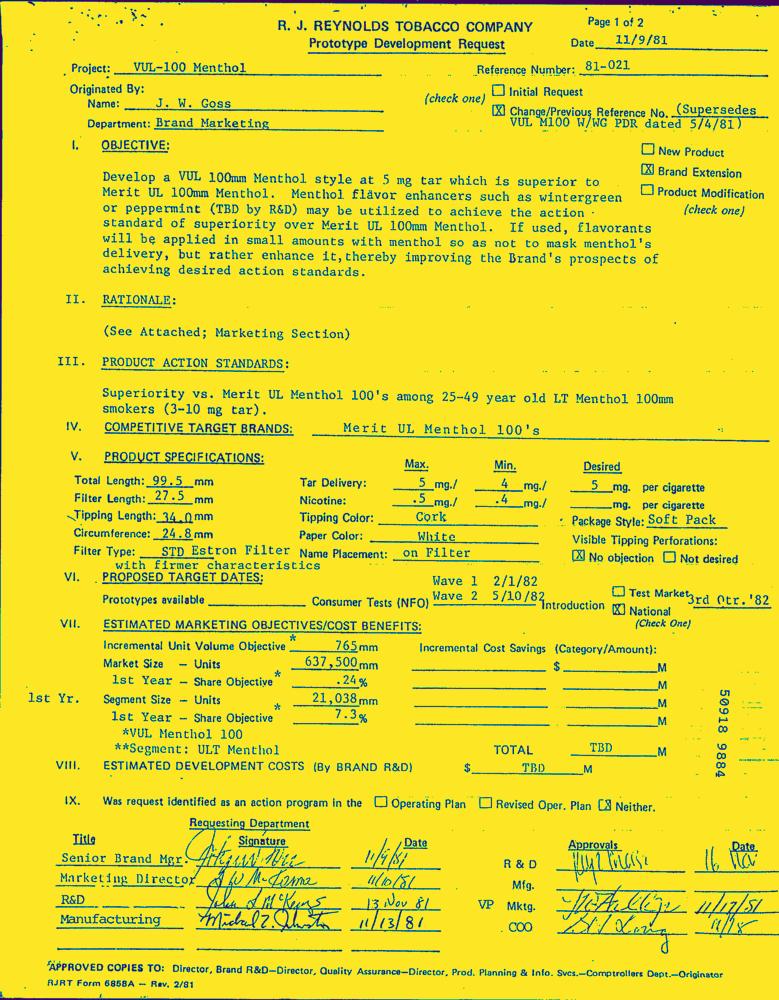 R. J. REYNOLDS TOBACCO COMPANY
Prototype Development Request
Page 1 of 2
Date 11/9/81
Project: VUL-100 Menthol
Reference Number: 81-021
Originated By:
Name: J. W. Goss
Department: Brand Marketing
(check one)
☐ Initial Request
☒ Change/Previous Reference No. (Supersedes
VUL M100 W/WG PDR dated 5/4/81)
I. OBJECTIVE:
☐ New Product
☒ Brand Extension
☐ Product Modification
(check one)
Develop a VUL 100mm Menthol style at 5 mg tar which is superior to
Merit UL 100mm Menthol. Menthol flavor enhancers such as wintergreen
or peppermint (TBD by R&D) may be utilized to achieve the action
standard of superiority over Merit UL 100mm Menthol. If used, flavorants
will be applied in small amounts with menthol so as not to mask menthol's
delivery, but rather enhance it, thereby improving the Brand's prospects of
achieving desired action standards.
II. RATIONALE:
(See Attached; Marketing Section)
III. PRODUCT ACTION STANDARDS:
Superiority vs. Merit UL Menthol 100's among 25-49 year old LT Menthol 100mm
smokers (3-10 mg tar).
IV. COMPETITIVE TARGET BRANDS: Merit UL Menthol 100's
V. PRODUCT SPECIFICATIONS:
Max. Min. Desired
Total Length: 99.5 mm Tar Delivery: 5 mg./ 4 mg./ 5 mg. per cigarette
Filter Length: 27.5 mm Nicotine: .5 mg./ .4 mg./ mg. per cigarette
Tipping Length: 34.0 mm Tipping Color: Cork Package Style: Soft Pack
Circumference: 24.8 mm Paper Color: White Visible Tipping Perforations:
Filter Type: STD Estron Filter Name Placement: on Filter ☒ No objection ☐ Not desired
with firmer characteristics
VI. PROPOSED TARGET DATES:
Prototypes available Consumer Tests (NFO) Wave 1 2/1/82
Wave 2 5/10/82 Introduction ☐ Test Market
☒ National 3rd Qtr.'82
(Check One)
VII. ESTIMATED MARKETING OBJECTIVES/COST BENEFITS:
Incremental Unit Volume Objective * 765 mm Incremental Cost Savings (Category/Amount):
Market Size – Units 637,500 mm $ M
1st Year – Share Objective * .24 % M
1st Yr. Segment Size – Units 21,038 mm M
1st Year – Share Objective * 7.3 % M
*VUL Menthol 100
**Segment: ULT Menthol TOTAL TBD M
VIII. ESTIMATED DEVELOPMENT COSTS (By BRAND R&D) $ TBD M
IX. Was request identified as an action program in the ☐ Operating Plan ☐ Revised Oper. Plan ☒ Neither.
Requesting Department
Title Signature Date Approvals Date
Senior Brand Mgr. 11/9/81 R & D 16 Nov
Marketing Director 11/10/81 Mfg.
R&D 13 Nov 81 VP Mktg. 11/17/81
Manufacturing 11/13/81 COO
APPROVED COPIES TO: Director, Brand R&D—Director, Quality Assurance—Director, Prod. Planning & Info. Svcs.—Comptrollers Dept.—Originator
RJRT Form 6858A — Rev. 2/81
50918 9884